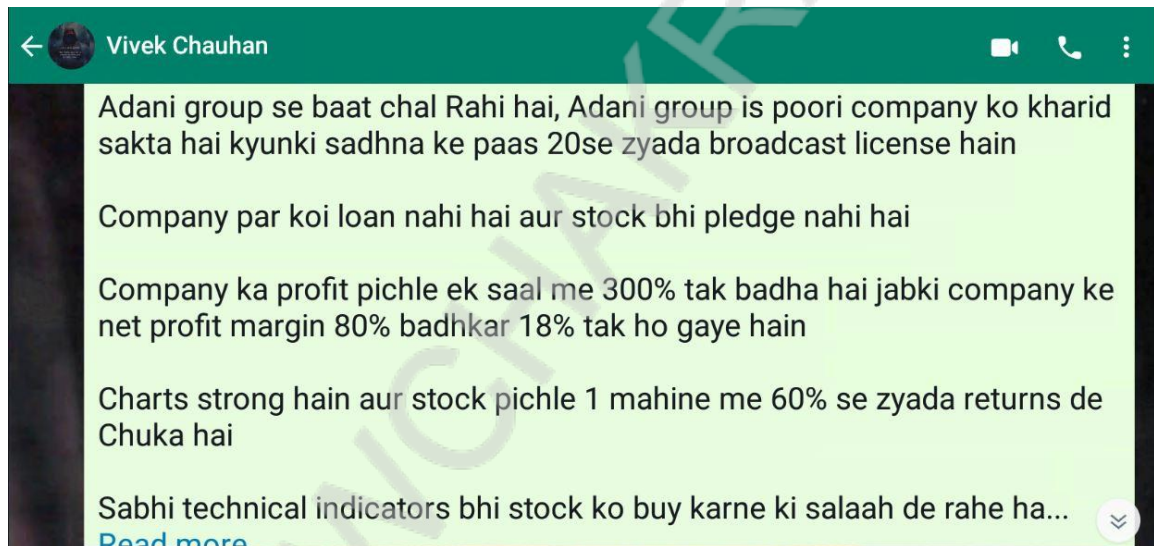 Vivek Chauhan
Adani group se baat chal Rahi hai, Adani group is poori company ko kharid
sakta hai kyunki sadhna ke paas 20se zyada broadcast license hain
Company par koi loan nahi hai aur stock bhi pledge nahi hai
Company ka profit pichle ek saal me 300% tak badha hai jabki company ke
net profit margin 80% badhkar 18% tak ho gaye hain
Charts strong hain aur stock pichle 1 mahine me 60% se zyada returns de
Chuka hai
Sabhi technical indicators bhi stock ko buy karne ki salaah de rahe ha...
Read more